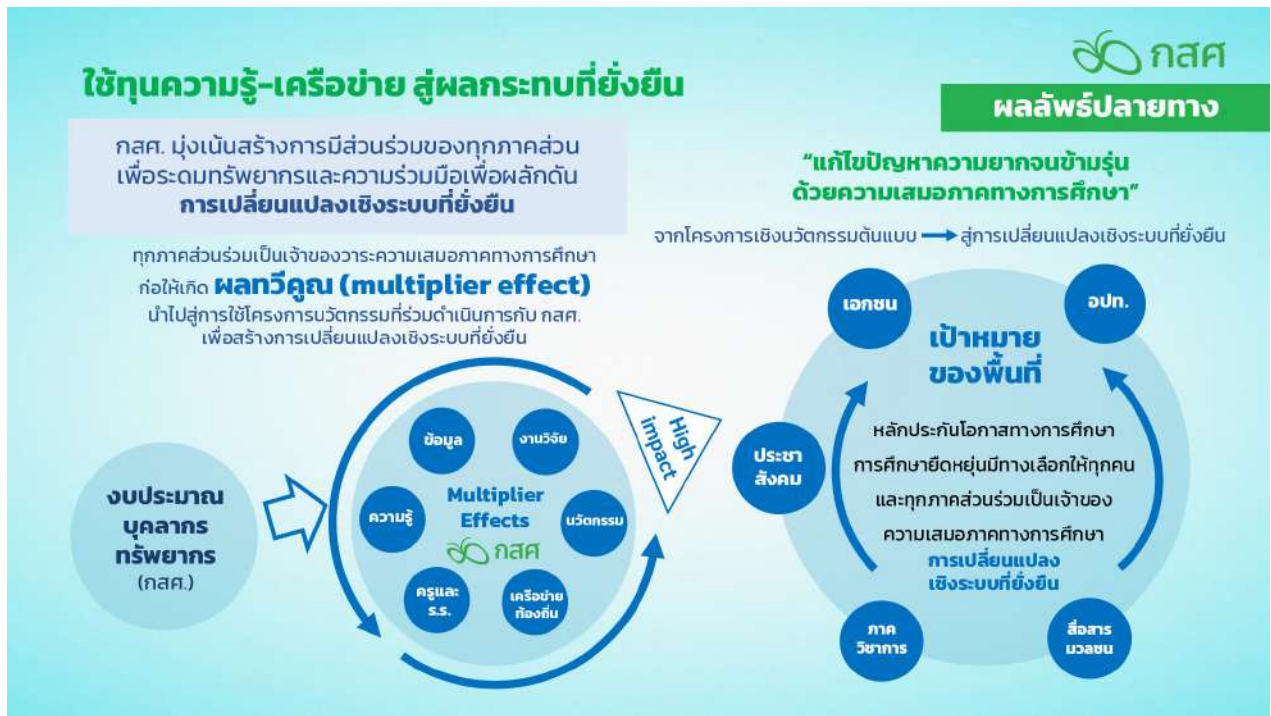 กสศ
ใช้ทุนความรู้-เครือข่าย สู่ผลกระทบที่ยั่งยืน
ผลลัพธ์ปลายทาง
กสศ. มุ่งเน้นสร้างการมีส่วนร่วมของทุกภาคส่วน
เพื่อระดมทรัพยากรและความร่วมมือเพื่อผลักดัน
การเปลี่ยนแปลงเชิงระบบที่ยั่งยืน
ทุกภาคส่วนร่วมเป็นเจ้าของวาระความเสมอภาคทางการศึกษา
ก่อให้เกิด ผลทวีคูณ (multiplier effect)
นำไปสู่การใช้โครงการนวัตกรรมที่ร่วมดำเนินการกับ กสศ.
เพื่อสร้างการเปลี่ยนแปลงเชิงระบบที่ยั่งยืน
"แก้ไขปัญหาความยากจนข้ามรุ่น
ด้วยความเสมอภาคทางการศึกษา"
จากโครงการเชิงนวัตกรรมต้นแบบ → สู่การเปลี่ยนแปลงเชิงระบบที่ยั่งยืน
งบประมาณ
บุคลากร
ทรัพยากร
(กสศ.)
ข้อมูล
งานวิจัย
ความรู้
Multiplier
Effects
กสศ
นวัตกรรม
ครูและ
ร.ร.
เครือข่าย
ท้องถิ่น
High
impact
เอกชน
อปท.
เป้าหมาย
ของพื้นที่
ประชา
สังคม
หลักประกันโอกาสทางการศึกษา
การศึกษายืดหยุ่นมีทางเลือกให้ทุกคน
และทุกภาคส่วนร่วมเป็นเจ้าของ
ความเสมอภาคทางการศึกษา
การเปลี่ยนแปลง
เชิงระบบที่ยั่งยืน
ภาค
วิชาการ
สื่อสาร
มวลชน